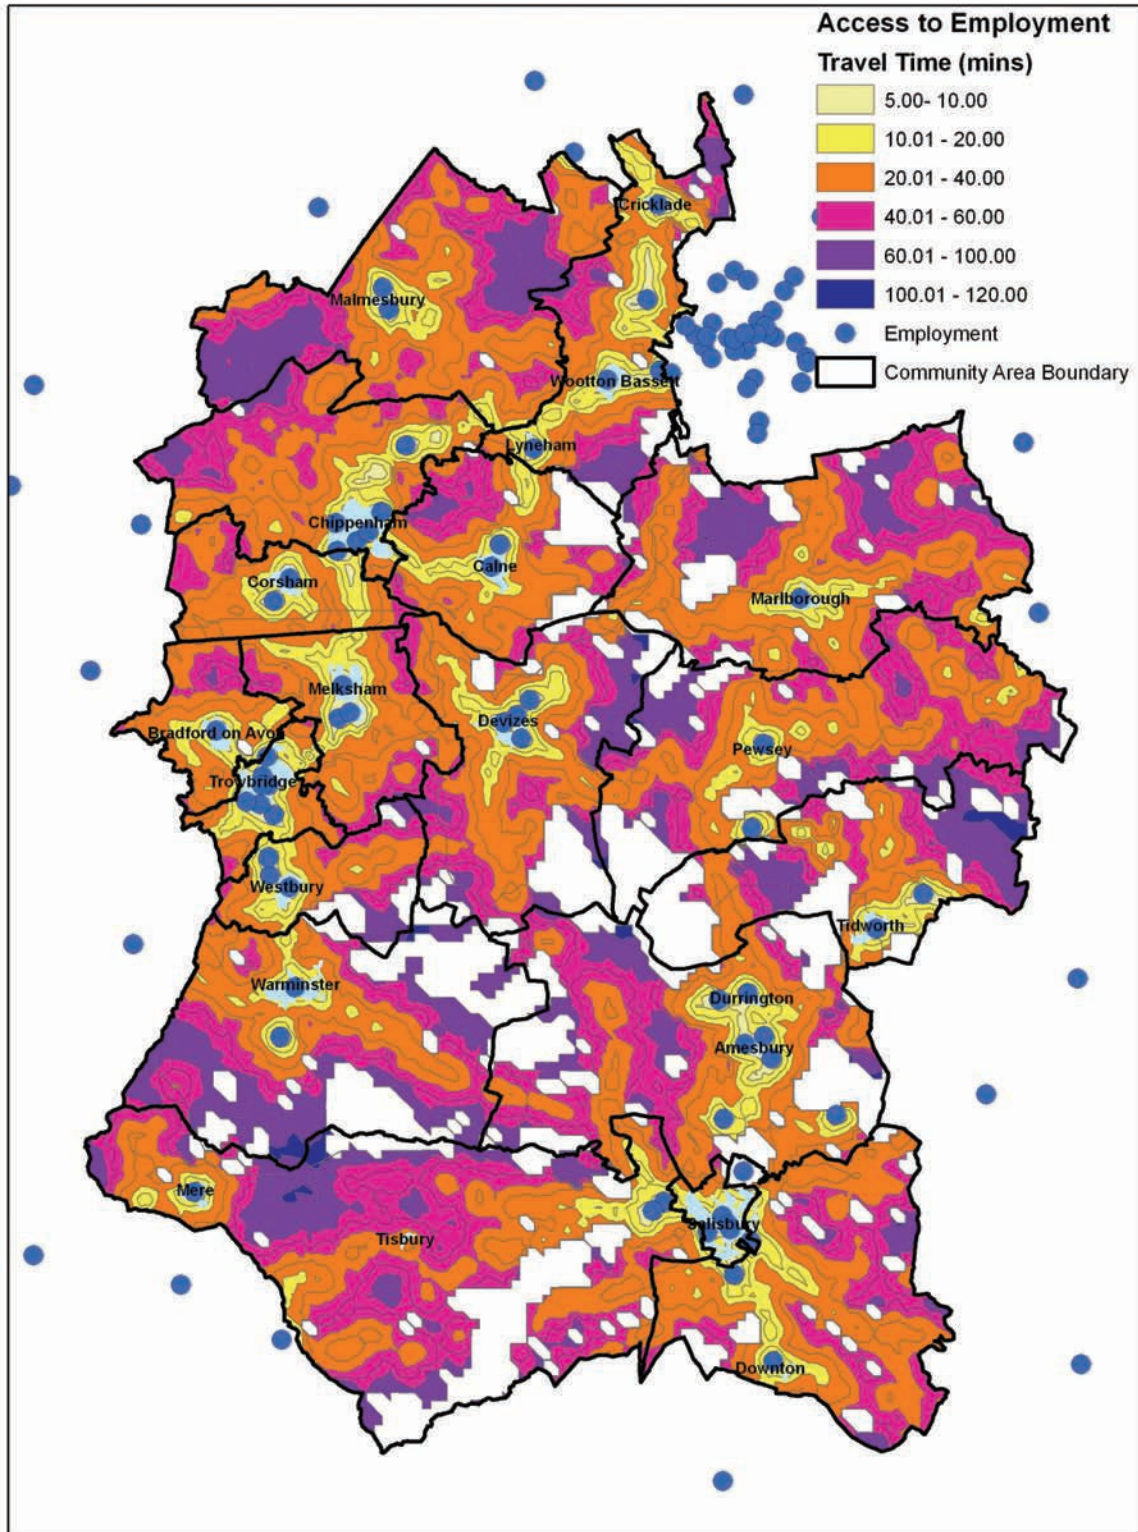 Access to Employment
Travel Time (mins)
5.00- 10.00
10.01 - 20.00
20.01 - 40.00
40.01 - 60.00
60.01 - 100.00
100.01 - 120.00
Employment
Community Area Boundary
Cricklade
Malmesbury
Wootton Bassett
Lyneham
Chippenham
Calne
Corsham
Marlborough
Melksham
Devizes
Bradford on Avon
Pewsey
Trowbridge
Westbury
Tidworth
Warminster
Durrington
Amesbury
Mere
Salisbury
Tisbury
Downton